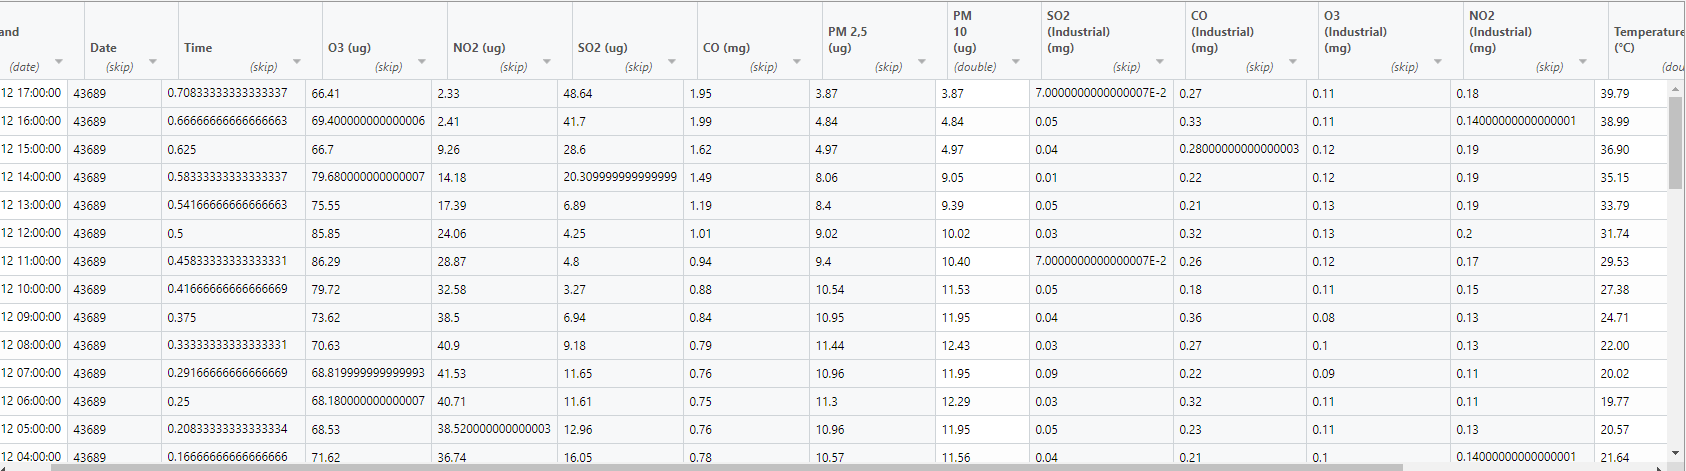 and Date Time O3 (ug) NO2 (ug) SO2 (ug) CO (mg) PM 2,5 (ug) PM 10 (ug) SO2 (Industrial) (mg) CO (Industrial) (mg) O3 (Industrial) (mg) NO2 (Industrial) (mg) Temperature (°C)
(date) (skip) (skip) (skip) (skip) (skip) (skip) (skip) (double) (skip) (skip) (skip) (skip) (dou
12 17:00:00 43689 0.70833333333333337 66.41 2.33 48.64 1.95 3.87 3.87 7.0000000000000007E-2 0.27 0.11 0.18 39.79
12 16:00:00 43689 0.66666666666666663 69.400000000000006 2.41 41.7 1.99 4.84 4.84 0.05 0.33 0.11 0.14000000000000001 38.99
12 15:00:00 43689 0.625 66.7 9.26 28.6 1.62 4.97 4.97 0.04 0.28000000000000003 0.12 0.19 36.90
12 14:00:00 43689 0.58333333333333337 79.680000000000007 14.18 20.309999999999999 1.49 8.06 9.05 0.01 0.22 0.12 0.19 35.15
12 13:00:00 43689 0.54166666666666663 75.55 17.39 6.89 1.19 8.4 9.39 0.05 0.21 0.13 0.19 33.79
12 12:00:00 43689 0.5 85.85 24.06 4.25 1.01 9.02 10.02 0.03 0.32 0.13 0.2 31.74
12 11:00:00 43689 0.45833333333333331 86.29 28.87 4.8 0.94 9.4 10.40 7.0000000000000007E-2 0.26 0.12 0.17 29.53
12 10:00:00 43689 0.41666666666666669 79.72 32.58 3.27 0.88 10.54 11.53 0.05 0.18 0.11 0.15 27.38
12 09:00:00 43689 0.375 73.62 38.5 6.94 0.84 10.95 11.95 0.04 0.36 0.08 0.13 24.71
12 08:00:00 43689 0.33333333333333331 70.63 40.9 9.18 0.79 11.44 12.43 0.03 0.27 0.1 0.13 22.00
12 07:00:00 43689 0.29166666666666669 68.819999999999993 41.53 11.65 0.76 10.96 11.95 0.09 0.22 0.09 0.11 20.02
12 06:00:00 43689 0.25 68.180000000000007 40.71 11.61 0.75 11.3 12.29 0.03 0.32 0.11 0.11 19.77
12 05:00:00 43689 0.20833333333333334 68.53 38.520000000000003 12.96 0.76 10.96 11.95 0.05 0.23 0.11 0.13 20.57
12 04:00:00 43689 0.16666666666666666 71.62 36.74 16.05 0.78 10.57 11.56 0.04 0.21 0.1 0.14000000000000001 21.64